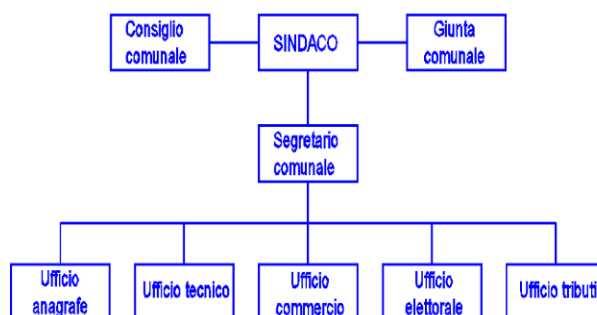 Consiglio
comunale
SINDACO
Giunta
comunale
Segretario
comunale
Ufficio
anagrafe
Ufficio tecnico
Ufficio
commercio
Ufficio
elettorale
Ufficio tributi